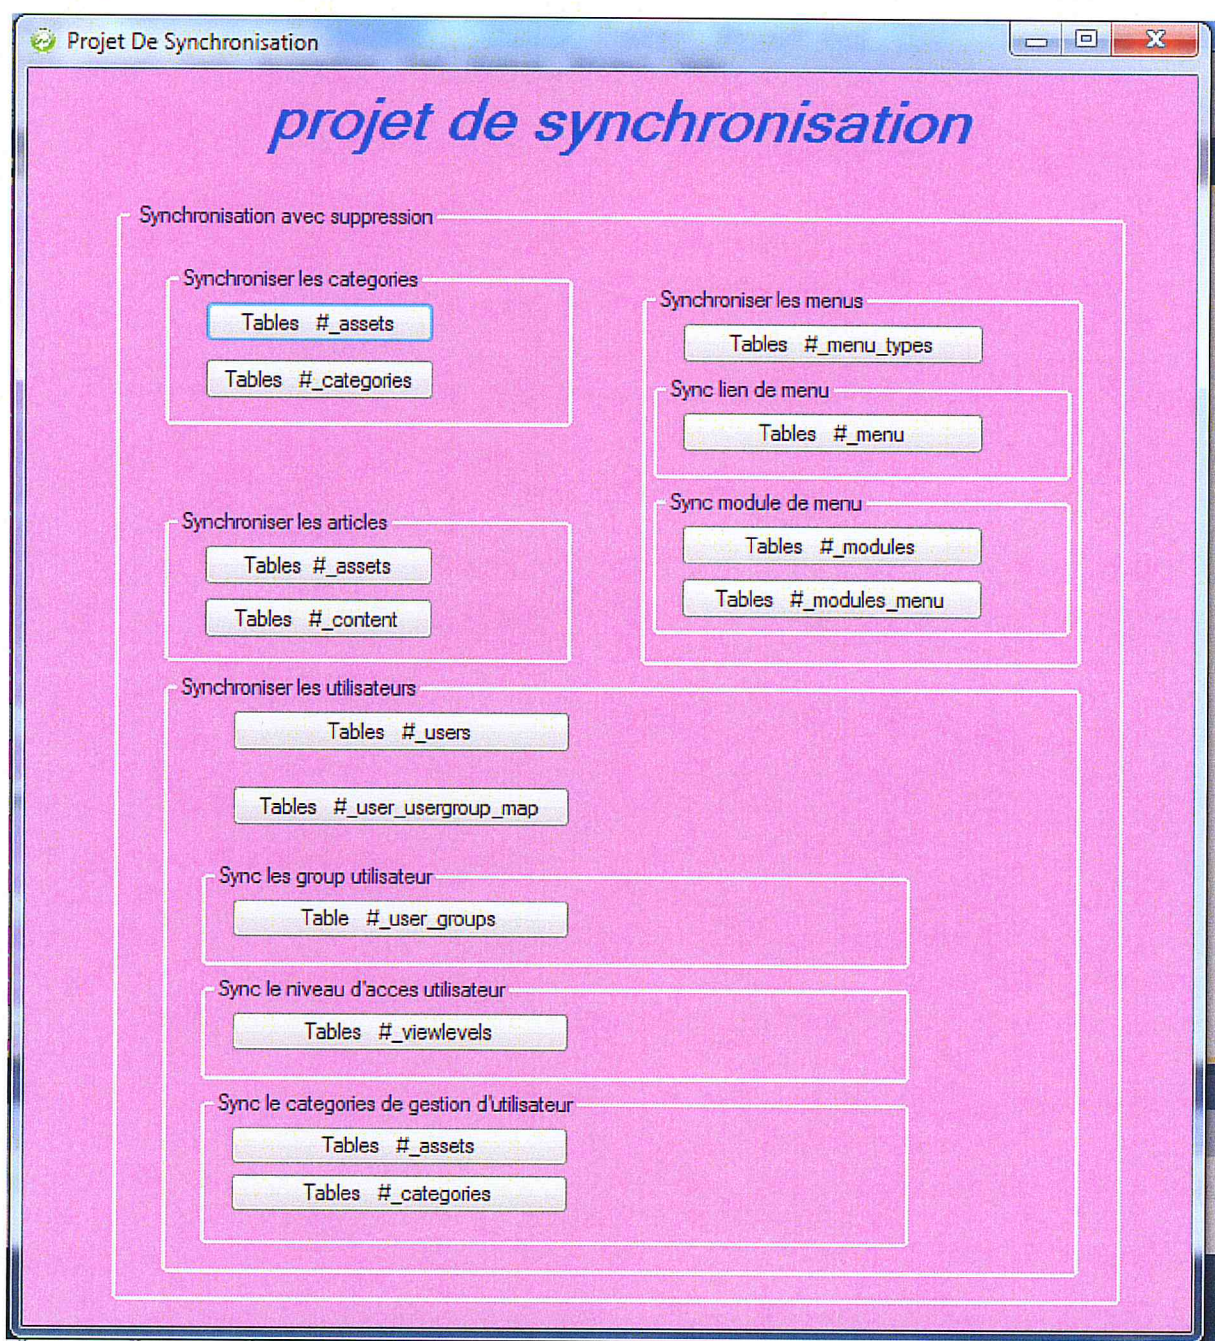 Projet De Synchronisation
projet de synchronisation
Synchronisation avec suppression
Synchroniser les categories
Tables #_assets
Tables #_categories
Synchroniser les articles
Tables #_assets
Tables #_content
Synchroniser les menus
Tables #_menu_types
Sync lien de menu
Tables #_menu
Sync module de menu
Tables #_modules
Tables #_modules_menu
Synchroniser les utilisateurs
Tables #_users
Tables #_user_usergroup_map
Sync les group utilisateur
Table #_user_groups
Sync le niveau d'acces utilisateur
Tables #_viewlevels
Sync le categories de gestion d'utilisateur
Tables #_assets
Tables #_categories